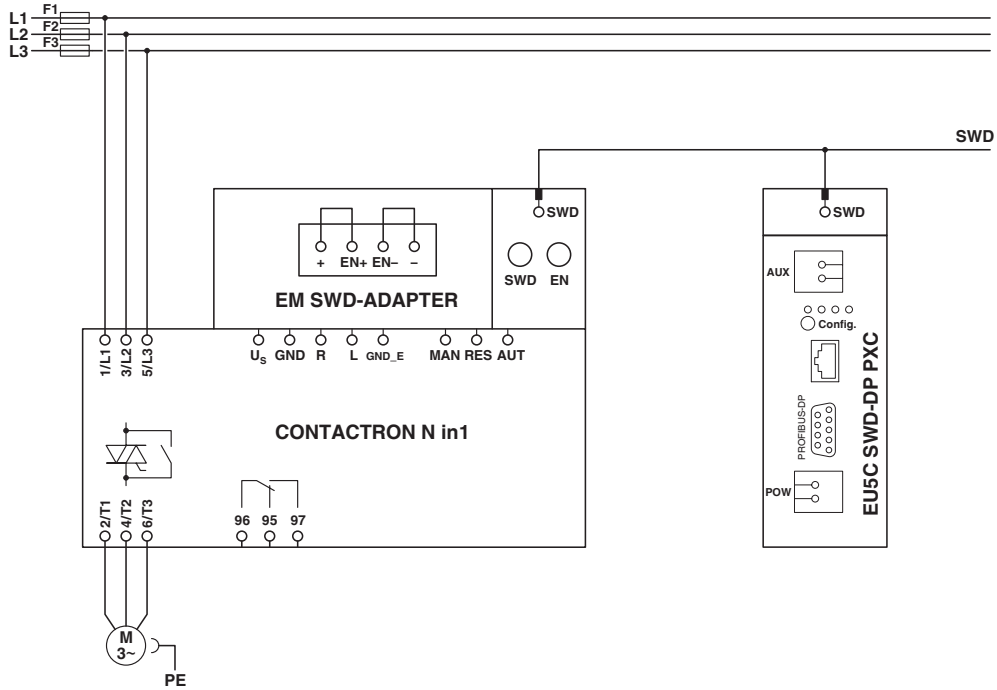 L1 F1
L2 F2
L3 F3
SWD
SWD
SWD
+ EN+ EN– –
SWD EN
EM SWD-ADAPTER
AUX
Config.
1/L1 3/L2 5/L3
US GND R L GND_E MAN RES AUT
CONTACTRON N in1
PROFIBUS-DP
EU5C SWD-DP PXC
POW
2/T1 4/T2 6/T3
96 95 97
M
3~
PE